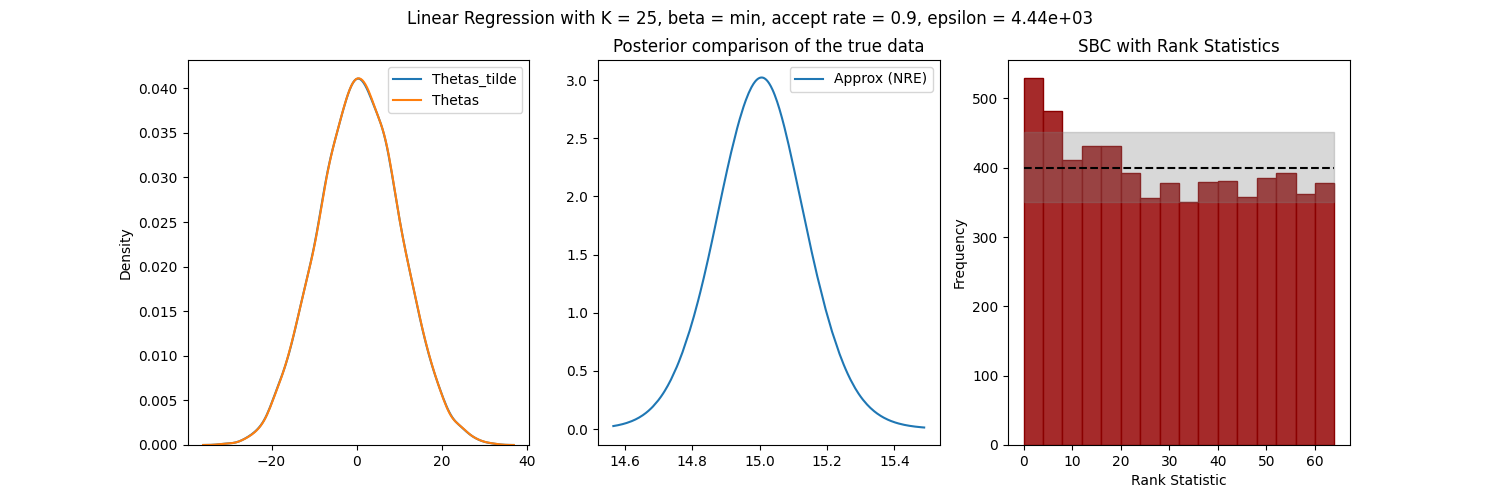 Linear Regression with K = 25, beta = min, accept rate = 0.9, epsilon = 4.44e+03
Density
0.040
0.035
0.030
0.025
0.020
0.015
0.010
0.005
0.000
−20 0 20 40
Thetas_tilde
Thetas
Posterior comparison of the true data
3.0
2.5
2.0
1.5
1.0
0.5
0.0
14.6 14.8 15.0 15.2 15.4
Approx (NRE)
SBC with Rank Statistics
Frequency
500
400
300
200
100
0
0 10 20 30 40 50 60
Rank Statistic